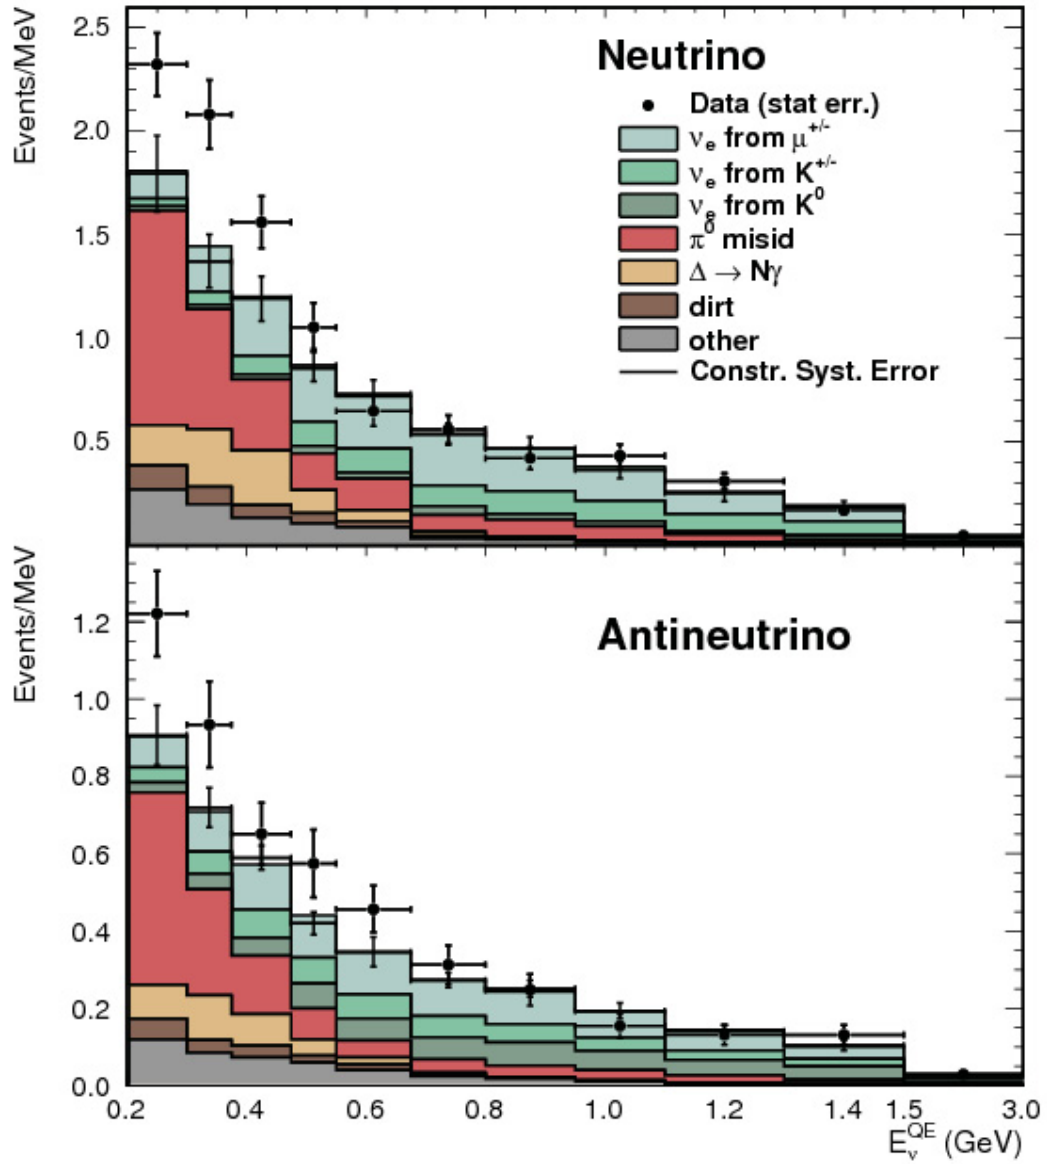 Events/MeV
2.5
2.0
1.5
1.0
0.5
Neutrino
Data (stat err.)
νe from μ+/-
νe from K+/-
νe from K0
π0 misid
Δ → Nγ
dirt
other
Constr. Syst. Error
Events/MeV
1.2
1.0
0.8
0.6
0.4
0.2
0.0
Antineutrino
0.2 0.4 0.6 0.8 1.0 1.2 1.4 1.5 3.0
EνQE (GeV)